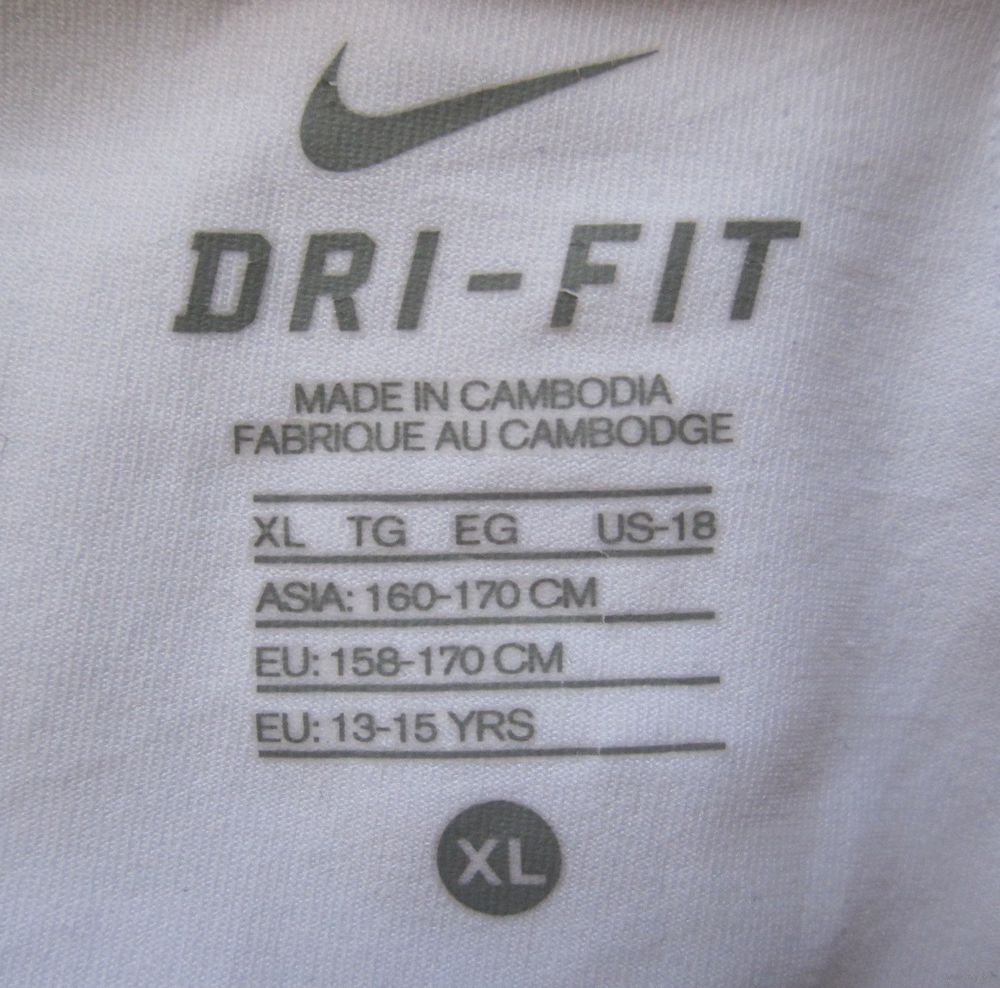 DRI-FIT
MADE IN CAMBODIA
FABRIQUE AU CAMBODGE
XL TG EG US-18
ASIA: 160-170 CM
EU: 158-170 CM
EU: 13-15 YRS
XL